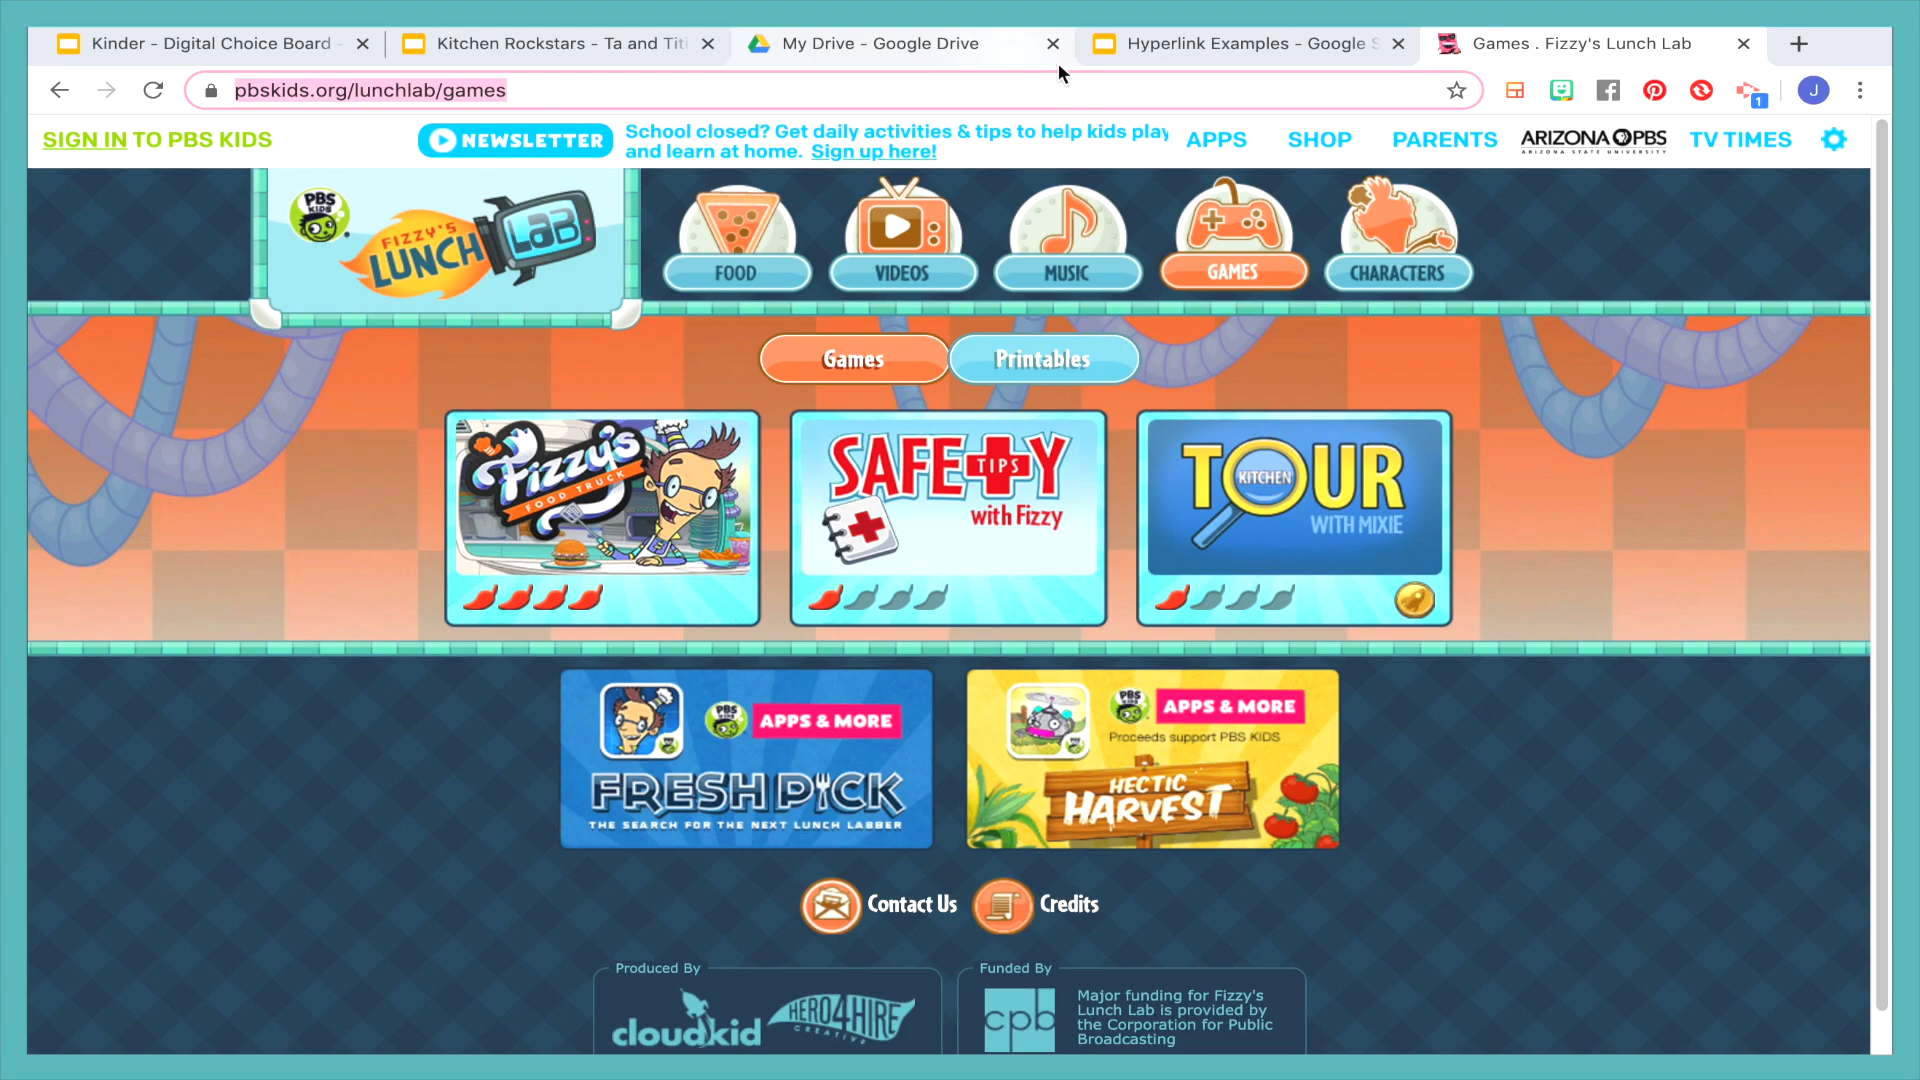 Kinder - Digital Choice Board -
Kitchen Rockstars - Ta and Titi
My Drive - Google Drive
Hyperlink Examples - Google S
Games . Fizzy's Lunch Lab
pbskids.org/lunchlab/games
1
J
SIGN IN TO PBS KIDS
NEWSLETTER
School closed? Get daily activities & tips to help kids play
and learn at home. Sign up here!
APPS
SHOP
PARENTS
ARIZONA PBS
ARIZONA STATE UNIVERSITY
TV TIMES
PBS
KIDS
FIZZY'S
LUNCH LAB
FOOD
VIDEOS
MUSIC
GAMES
CHARACTERS
Games
Printables
Fizzy's
FOOD TRUCK
SAFETY
TIPS
with Fizzy
TOUR
KITCHEN
WITH MIXIE
PBS
KIDS
APPS & MORE
FRESH PICK
THE SEARCH FOR THE NEXT LUNCH LABBER
PBS
KIDS
APPS & MORE
Proceeds support PBS KIDS
HECTIC
HARVEST
Contact Us
Credits
Produced By
cloudkid
HERO4HIRE
CREATIVE
Funded By
cpb
Major funding for Fizzy's
Lunch Lab is provided by
the Corporation for Public
Broadcasting